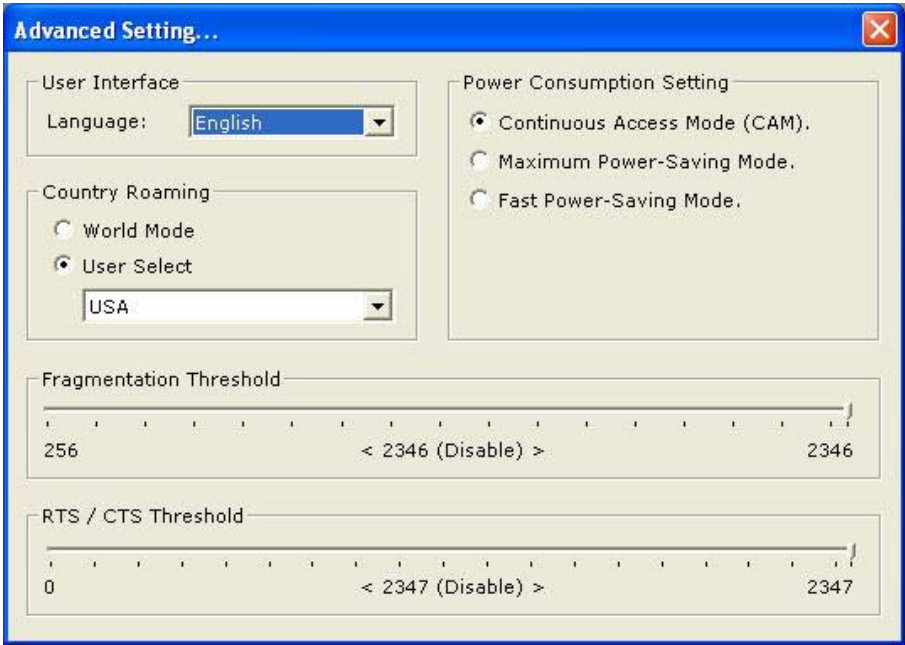 Advanced Setting...
User Interface
Language: English
Country Roaming
World Mode
User Select
USA
Power Consumption Setting
Continuous Access Mode (CAM).
Maximum Power-Saving Mode.
Fast Power-Saving Mode.
Fragmentation Threshold
256 < 2346 (Disable) > 2346
RTS / CTS Threshold
0 < 2347 (Disable) > 2347